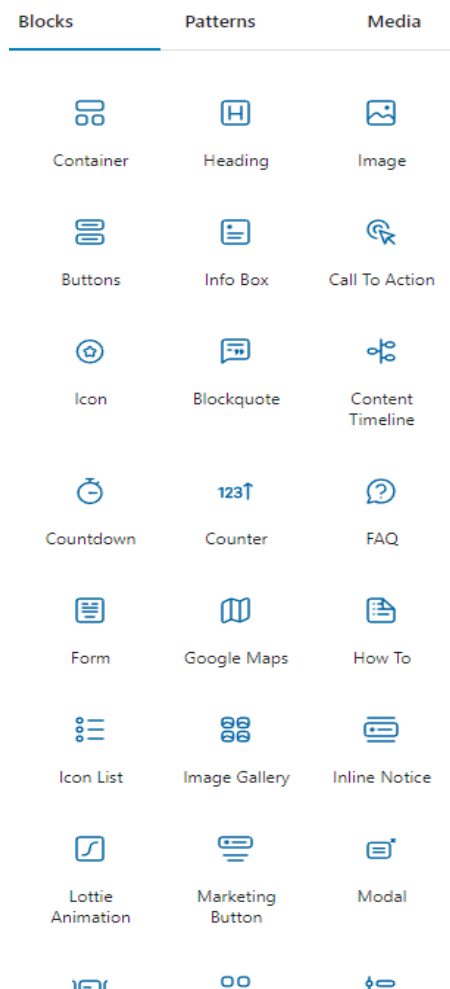 Blocks Patterns Media
Container Heading Image
Buttons Info Box Call To Action
Icon Blockquote Content
Timeline
123↑
Countdown Counter FAQ
Form Google Maps How To
Icon List Image Gallery Inline Notice
Lottie Marketing Modal
Animation Button